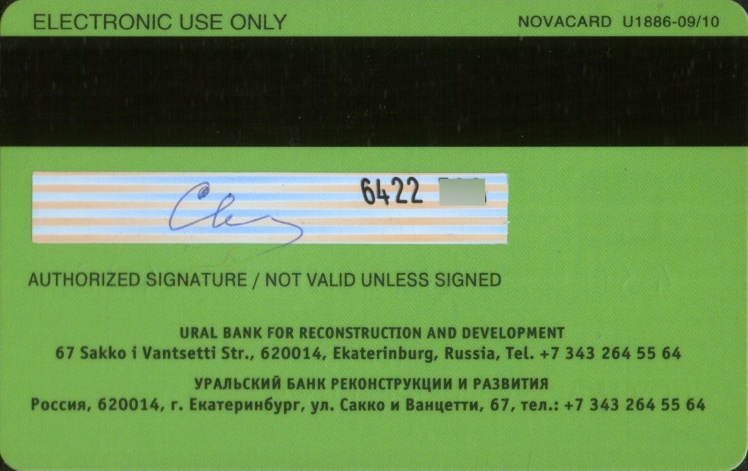 ELECTRONIC USE ONLY NOVACARD U1886-09/10
6422
AUTHORIZED SIGNATURE / NOT VALID UNLESS SIGNED
URAL BANK FOR RECONSTRUCTION AND DEVELOPMENT
67 Sakko i Vantsetti Str., 620014, Ekaterinburg, Russia, Tel. +7 343 264 55 64
УРАЛЬСКИЙ БАНК РЕКОНСТРУКЦИИ И РАЗВИТИЯ
Россия, 620014, г. Екатеринбург, ул. Сакко и Ванцетти, 67, тел.: +7 343 264 55 64